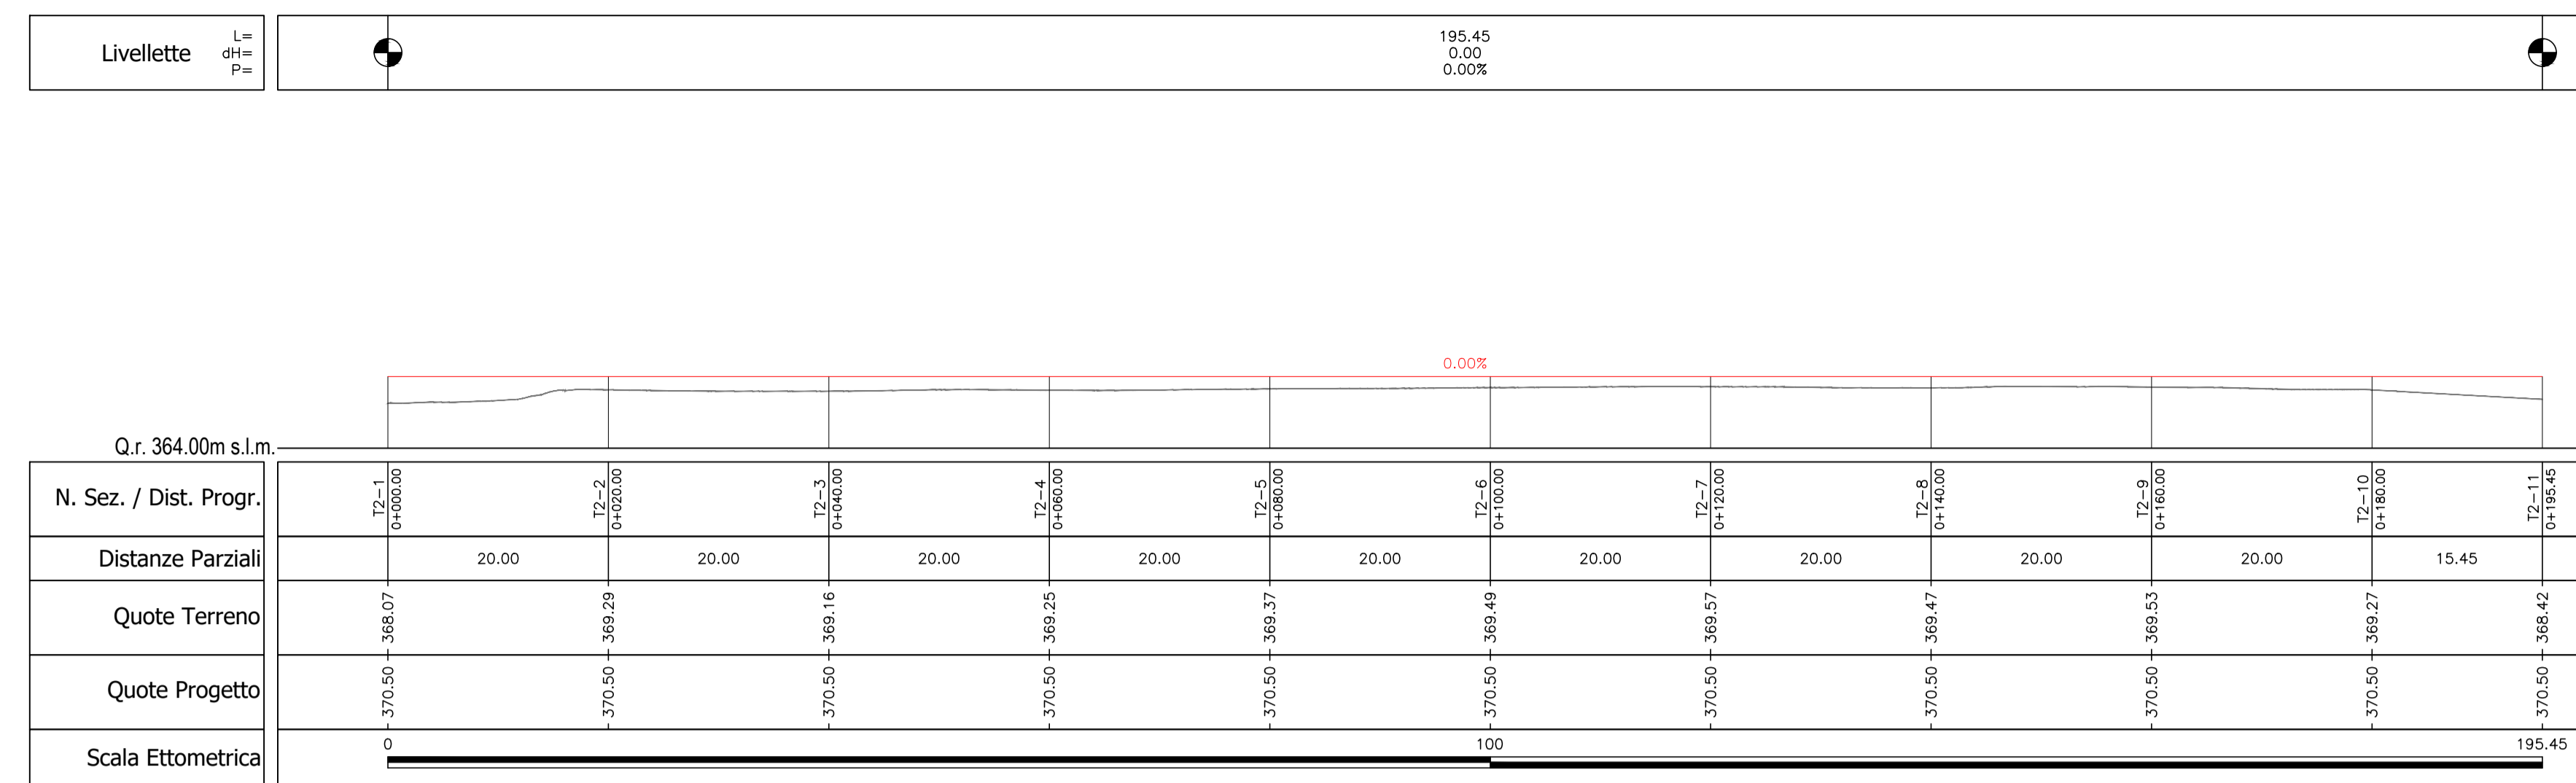 Livellette
L=
dH=
P=
195.45
0.00
0.00%
0.00%
Q.r. 364.00m s.l.m.
N. Sez. / Dist. Progr.
T2-1
0+000.00
T2-2
0+020.00
T2-3
0+040.00
T2-4
0+060.00
T2-5
0+080.00
T2-6
0+100.00
T2-7
0+120.00
T2-8
0+140.00
T2-9
0+160.00
T2-10
0+180.00
T2-11
0+195.45
Distanze Parziali
20.00
20.00
20.00
20.00
20.00
20.00
20.00
20.00
20.00
15.45
Quote Terreno
368.07
369.29
369.16
369.25
369.37
369.49
369.57
369.47
369.53
369.27
368.42
Quote Progetto
370.50
370.50
370.50
370.50
370.50
370.50
370.50
370.50
370.50
370.50
370.50
Scala Ettometrica
0
100
195.45